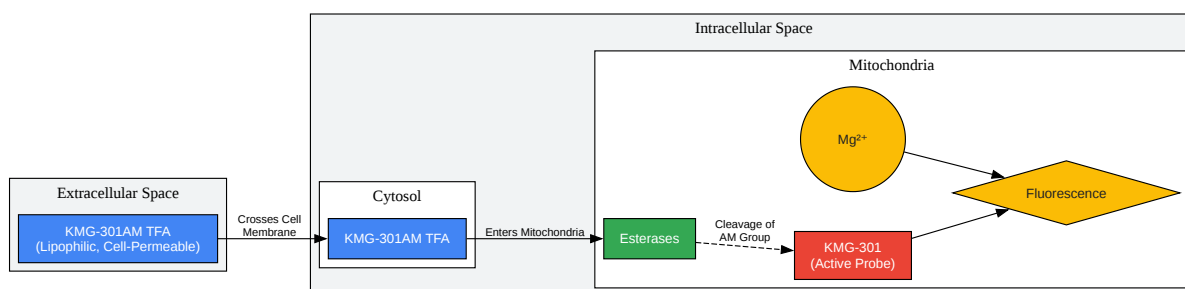 Intracellular Space
Mitochondria
Mg²⁺
Extracellular Space
KMG-301AM TFA
(Lipophilic, Cell-Permeable)
Crosses Cell
Membrane
Cytosol
KMG-301AM TFA
Enters Mitochondria
Esterases
Cleavage of
AM Group
KMG-301
(Active Probe)
Fluorescence